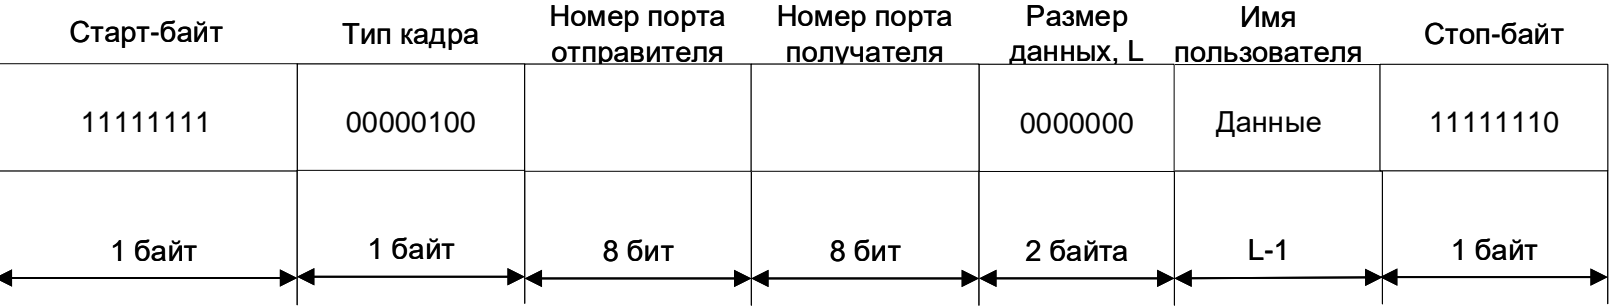 Старт-байт
Тип кадра
Номер порта
отправителя
Номер порта
получателя
Размер
данных, L
Имя
пользователя
Стоп-байт
11111111
00000100
0000000
Данные
11111110
1 байт
1 байт
8 бит
8 бит
2 байта
L-1
1 байт